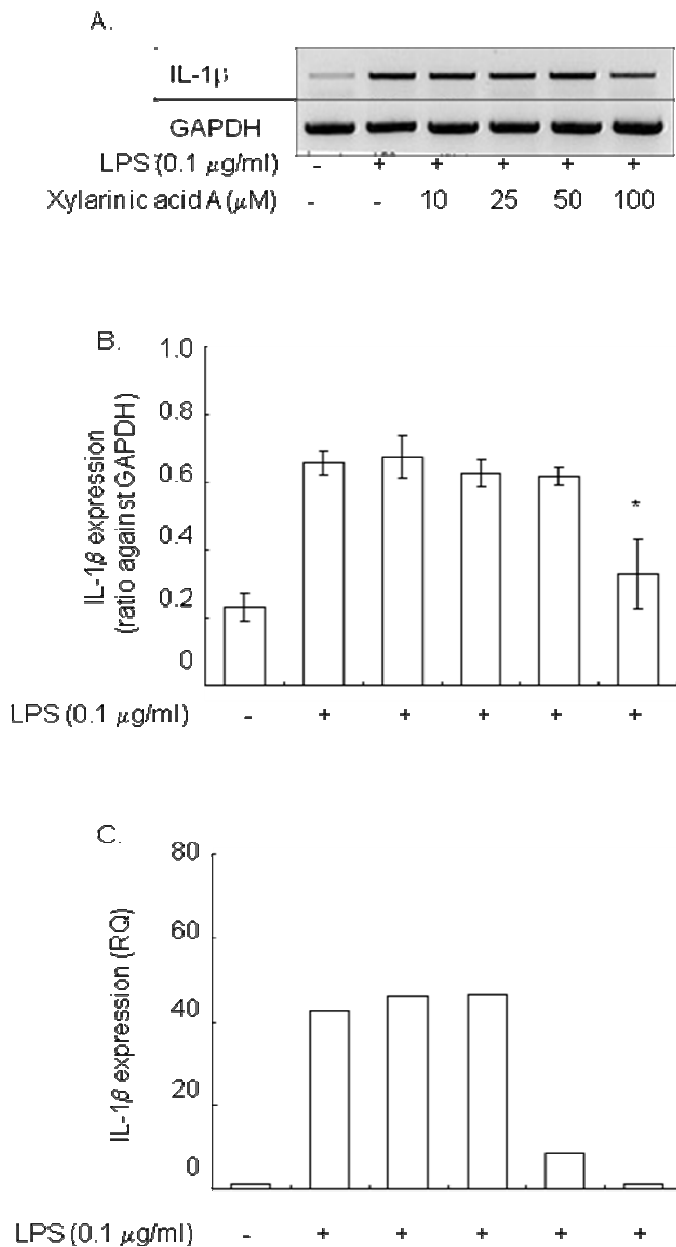 A.
IL-1β
GAPDH
LPS (0.1 μg/ml) - + + + + +
Xylarinic acid A (μM) - - 10 25 50 100
B.
1.0
0.8
0.6
0.4
0.2
0
IL-1β expression
(ratio against GAPDH)
*
LPS (0.1 μg/ml) - + + + + +
C.
80
60
40
20
0
IL-1β expression (RQ)
LPS (0.1 μg/ml) - + + + + +